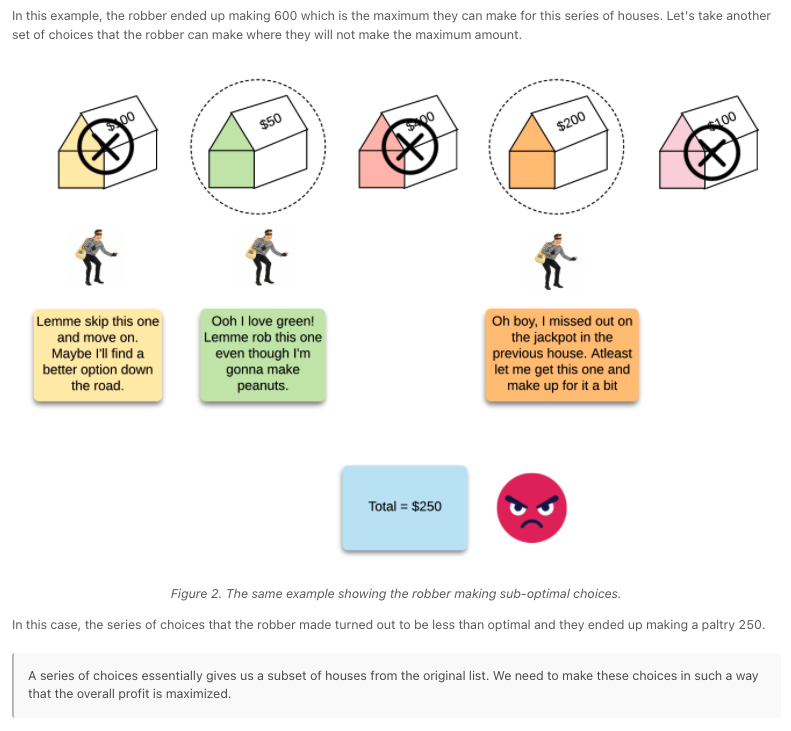 In this example, the robber ended up making 600 which is the maximum they can make for this series of houses. Let's take another
set of choices that the robber can make where they will not make the maximum amount.
$100
$50
$400
$200
$100
Lemme skip this one
and move on.
Maybe I'll find a
better option down
the road.
Ooh I love green!
Lemme rob this one
even though I'm
gonna make
peanuts.
Oh boy, I missed out on
the jackpot in the
previous house. Atleast
let me get this one and
make up for it a bit
Total = $250
Figure 2. The same example showing the robber making sub-optimal choices.
In this case, the series of choices that the robber made turned out to be less than optimal and they ended up making a paltry 250.
A series of choices essentially gives us a subset of houses from the original list. We need to make these choices in such a way
that the overall profit is maximized.